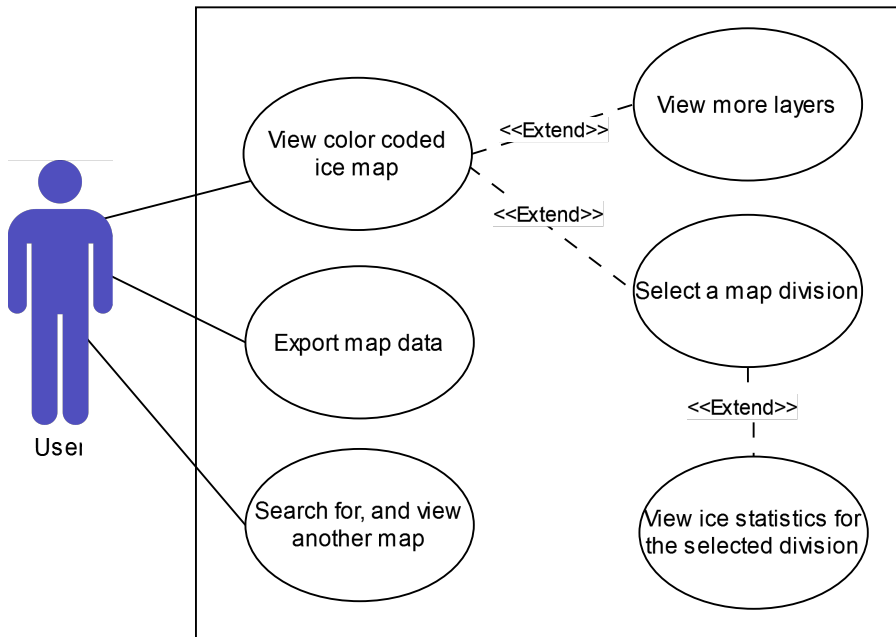 View color coded
ice map
<<Extend>>
View more layers
<<Extend>>
Select a map division
Export map data
<<Extend>>
User
Search for, and view
another map
View ice statistics for
the selected division